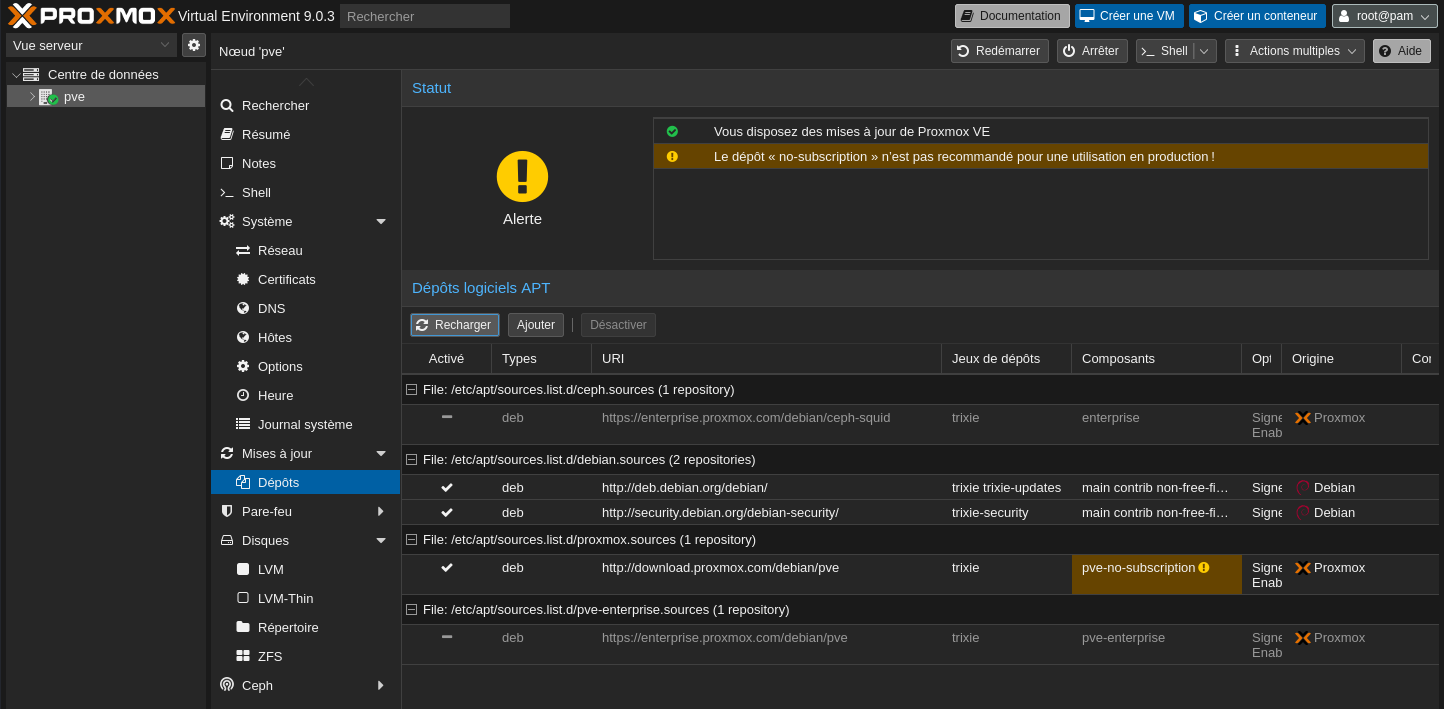 PROXMOX Virtual Environment 9.0.3 Rechercher Documentation Créer une VM Créer un conteneur root@pam
Vue serveur
Nœud 'pve' Redémarrer Arrêter Shell Actions multiples Aide
Centre de données
pve
Rechercher
Résumé
Notes
Shell
Système
Réseau
Certificats
DNS
Hôtes
Options
Heure
Journal système
Mises à jour
Dépôts
Pare-feu
Disques
LVM
LVM-Thin
Répertoire
ZFS
Ceph
Statut
Alerte
Vous disposez des mises à jour de Proxmox VE
Le dépôt « no-subscription » n’est pas recommandé pour une utilisation en production !
Dépôts logiciels APT
Recharger Ajouter Désactiver
Activé Types URI Jeux de dépôts Composants Opt Origine Cor
File: /etc/apt/sources.list.d/ceph.sources (1 repository)
deb https://enterprise.proxmox.com/debian/ceph-squid trixie enterprise Signe Proxmox
Enab
File: /etc/apt/sources.list.d/debian.sources (2 repositories)
deb http://deb.debian.org/debian/ trixie trixie-updates main contrib non-free-fi… Signe Debian
deb http://security.debian.org/debian-security/ trixie-security main contrib non-free-fi… Signe Debian
File: /etc/apt/sources.list.d/proxmox.sources (1 repository)
deb http://download.proxmox.com/debian/pve trixie pve-no-subscription Signe Proxmox
Enab
File: /etc/apt/sources.list.d/pve-enterprise.sources (1 repository)
deb https://enterprise.proxmox.com/debian/pve trixie pve-enterprise Signe Proxmox
Enab